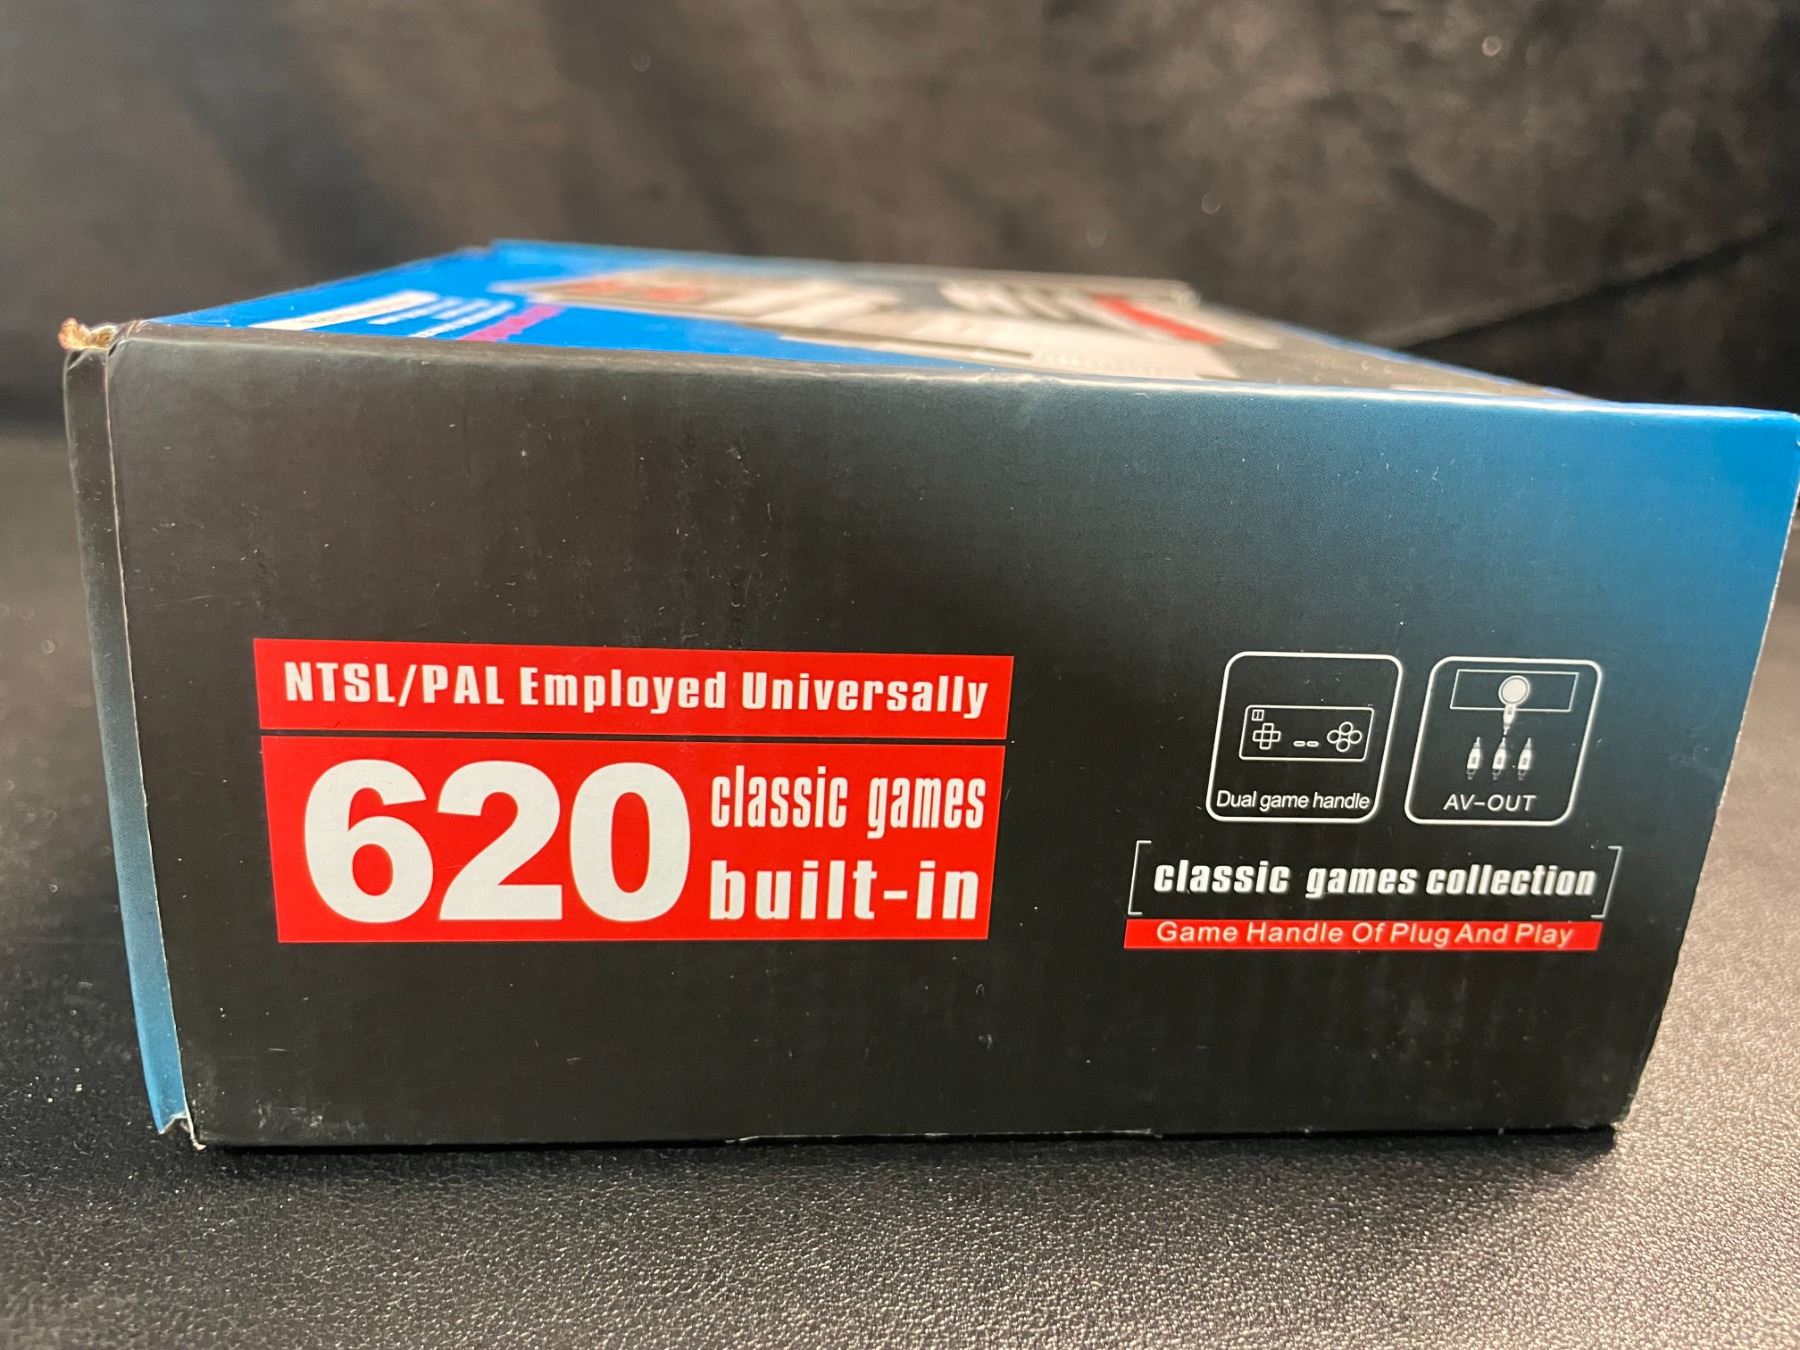 NTSL/PAL Employed Universally
620 classic games
built-in
Dual game handle
AV-OUT
classic games collection
Game Handle Of Plug And Play